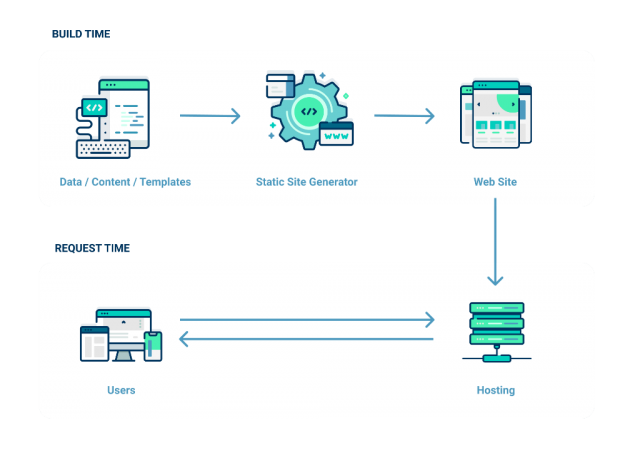 BUILD TIME
</>
</>
WWW
Data / Content / Templates
Static Site Generator
Web Site
REQUEST TIME
Users
Hosting